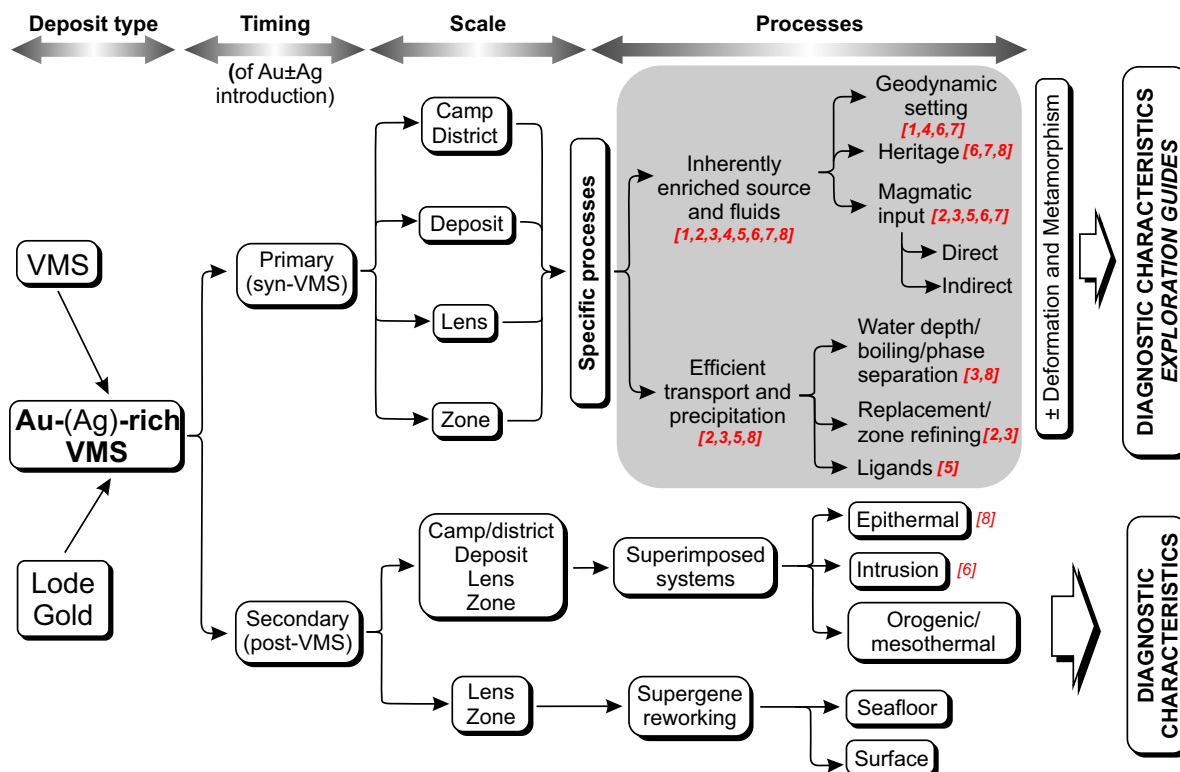 Deposit type
Timing
Scale
Processes
(of Au±Ag
introduction)
VMS
Au-(Ag)-rich
VMS
Lode
Gold
Primary
(syn-VMS)
Camp
District
Deposit
Lens
Zone
Specific processes
Inherently
enriched source
and fluids
[1,2,3,4,5,6,7,8]
Geodynamic
setting
[1,4,6,7]
Heritage [6,7,8]
Magmatic
input [2,3,5,6,7]
Direct
Indirect
Efficient
transport and
precipitation
[2,3,5,8]
Water depth/
boiling/phase
separation [3,8]
Replacement/
zone refining [2,3]
Ligands [5]
± Deformation and Metamorphism
DIAGNOSTIC CHARACTERISTICS
EXPLORATION GUIDES
Secondary
(post-VMS)
Camp/district
Deposit
Lens
Zone
Superimposed
systems
Epithermal [8]
Intrusion [6]
Orogenic/
mesothermal
Lens
Zone
Supergene
reworking
Seafloor
Surface
DIAGNOSTIC
CHARACTERISTICS